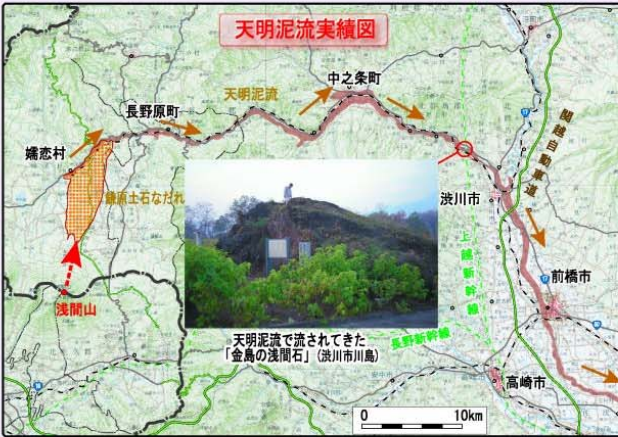 天明泥流実績図
中之条町
長野原町
天明泥流
嬬恋村
関越自動車道
鎌原土石なだれ
渋川市
上越新幹線
前橋市
浅間山
天明泥流で流されてきた
「金島の浅間石」(渋川市川島)
長野新幹線
高崎市
0 10km